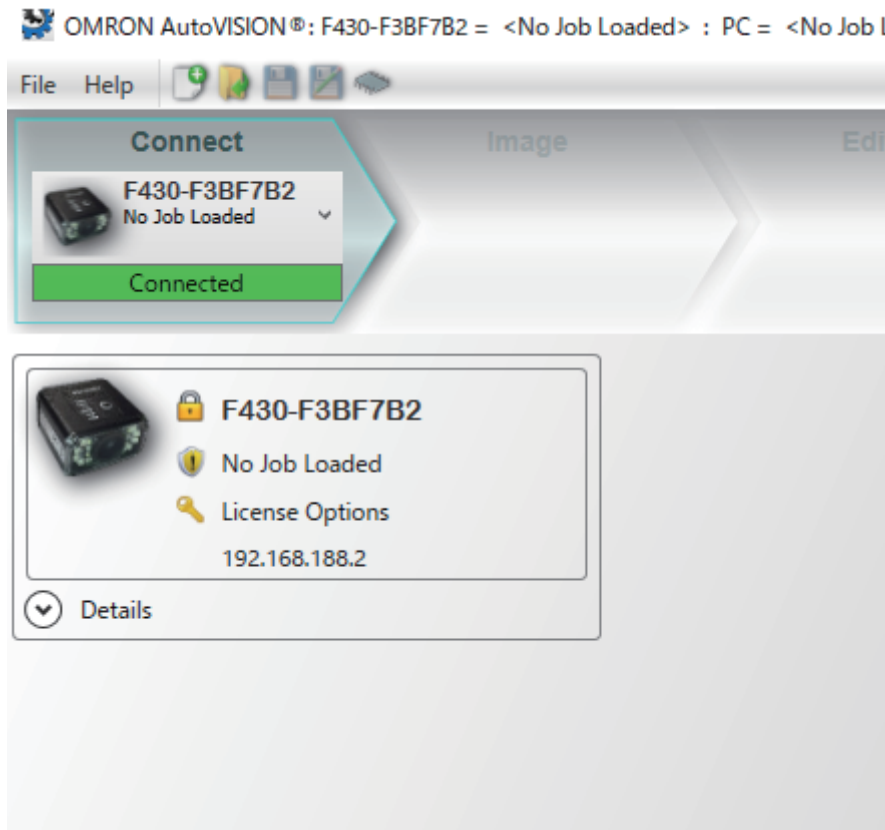 OMRON AutoVISION®: F430-F3BF7B2 = <No Job Loaded> : PC = <No Job
File Help
Connect Image
F430-F3BF7B2
No Job Loaded
Connected
F430-F3BF7B2
No Job Loaded
License Options
192.168.188.2
Details